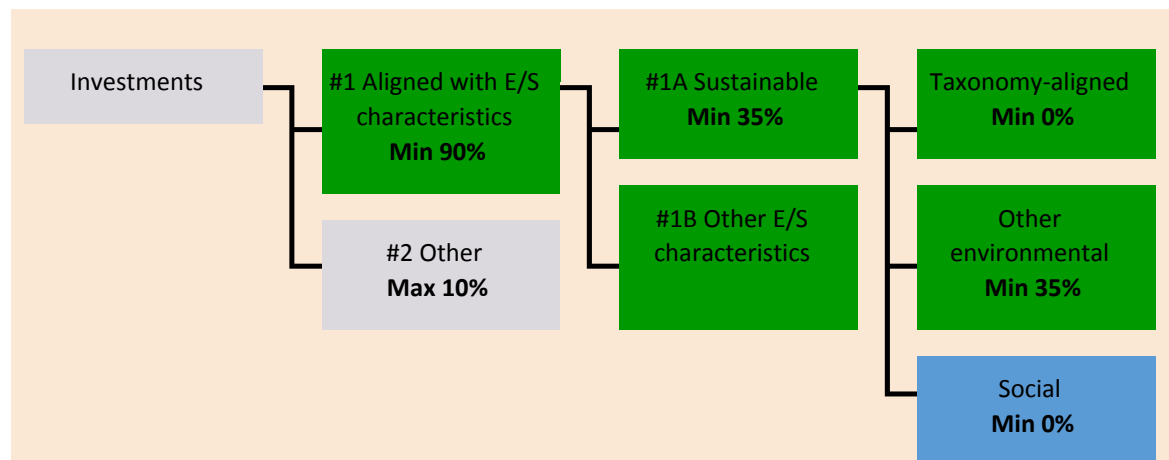 Investments
#1 Aligned with E/S
characteristics
Min 90%
#2 Other
Max 10%
#1A Sustainable
Min 35%
#1B Other E/S
characteristics
Taxonomy-aligned
Min 0%
Other
environmental
Min 35%
Social
Min 0%